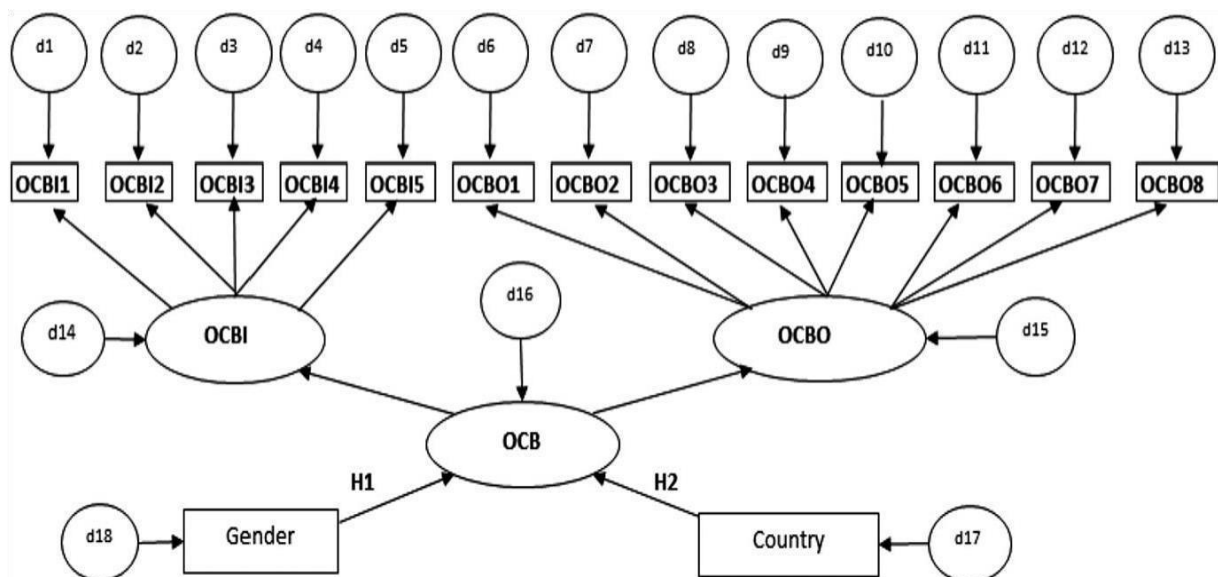 d1 d2 d3 d4 d5 d6 d7 d8 d9 d10 d11 d12 d13
OCBI1 OCBI2 OCBI3 OCBI4 OCBI5 OCBO1 OCBO2 OCBO3 OCBO4 OCBO5 OCBO6 OCBO7 OCBO8
d16
d14 OCBI OCBO d15
OCB
H1 H2
d18 Gender Country d17